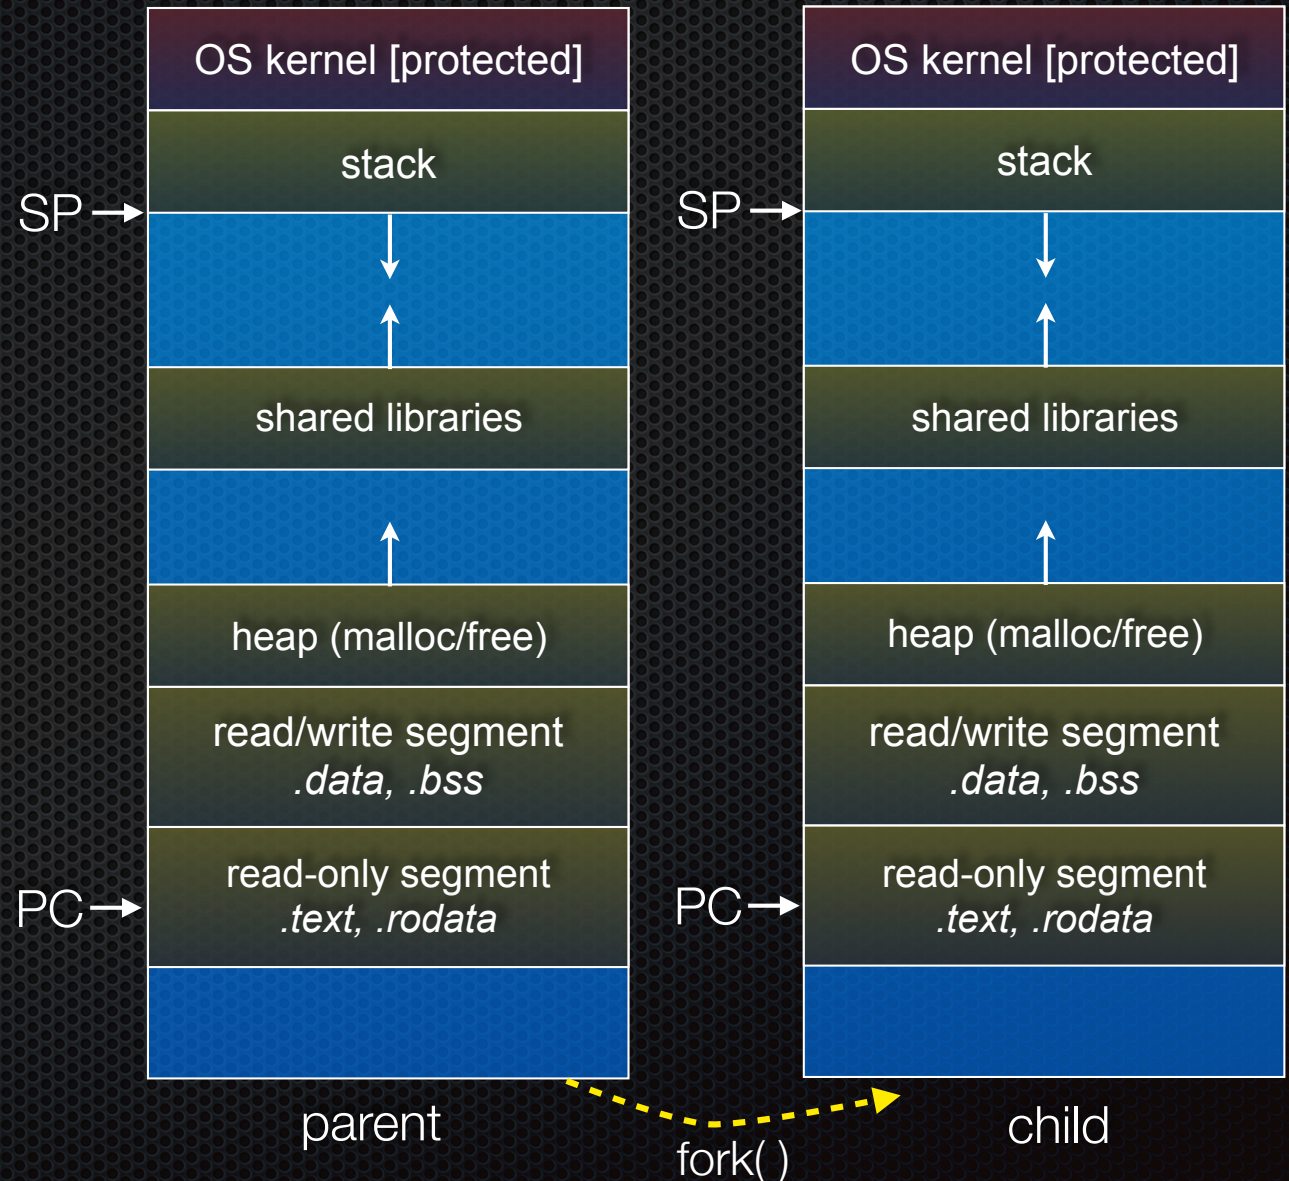 OS kernel [protected]
stack
SP
shared libraries
heap (malloc/free)
read/write segment
.data, .bss
read-only segment
.text, .rodata
PC
parent
OS kernel [protected]
stack
SP
shared libraries
heap (malloc/free)
read/write segment
.data, .bss
read-only segment
.text, .rodata
PC
child
fork( )